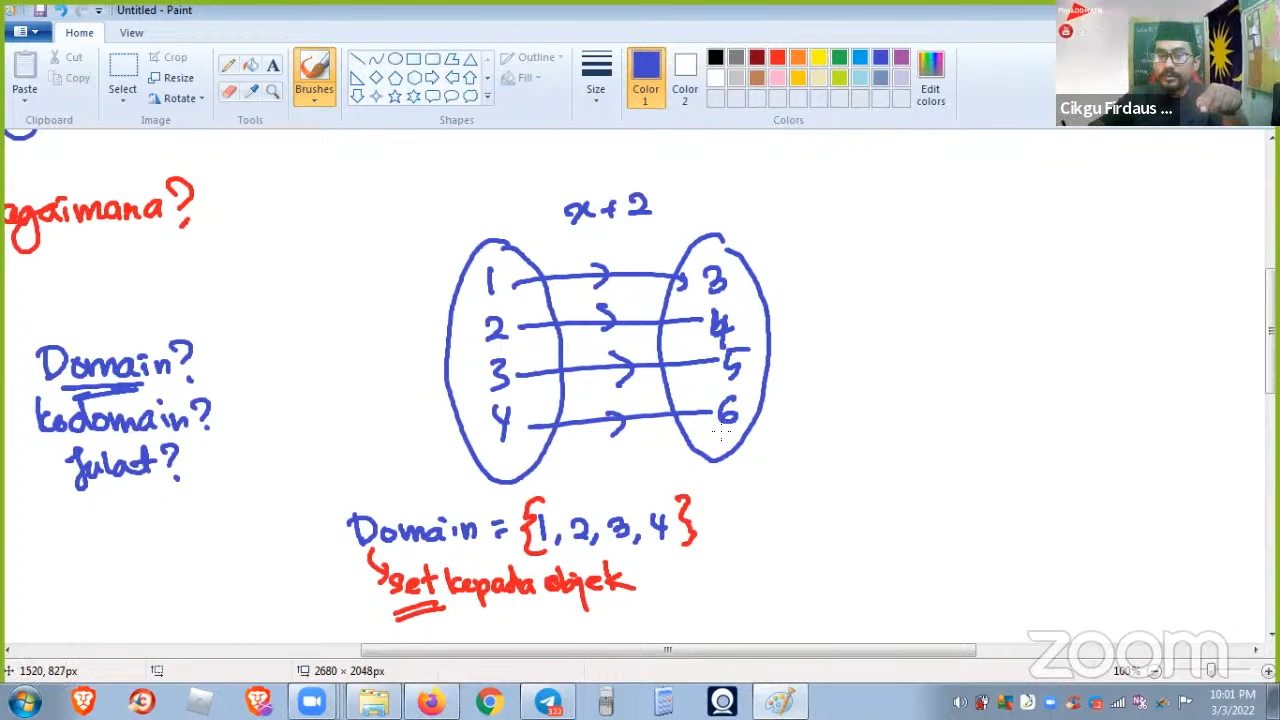 Untitled - Paint
Home
View
Paste
Cut
Copy
Clipboard
Select
Crop
Resize
Rotate
Image
Tools
Brushes
Shapes
Outline
Fill
Size
Color 1
Color 2
Edit colors
Colors
Cikgu Firdaus ...
agaimana?
x + 2
1 3
2 4
3 5
4 6
Domain?
kodomain?
Julat?
Domain = {1, 2, 3, 4}
set kepada objek
zoom
1520, 827px
2680 × 2048px
100%
322
10:01 PM
3/3/2022